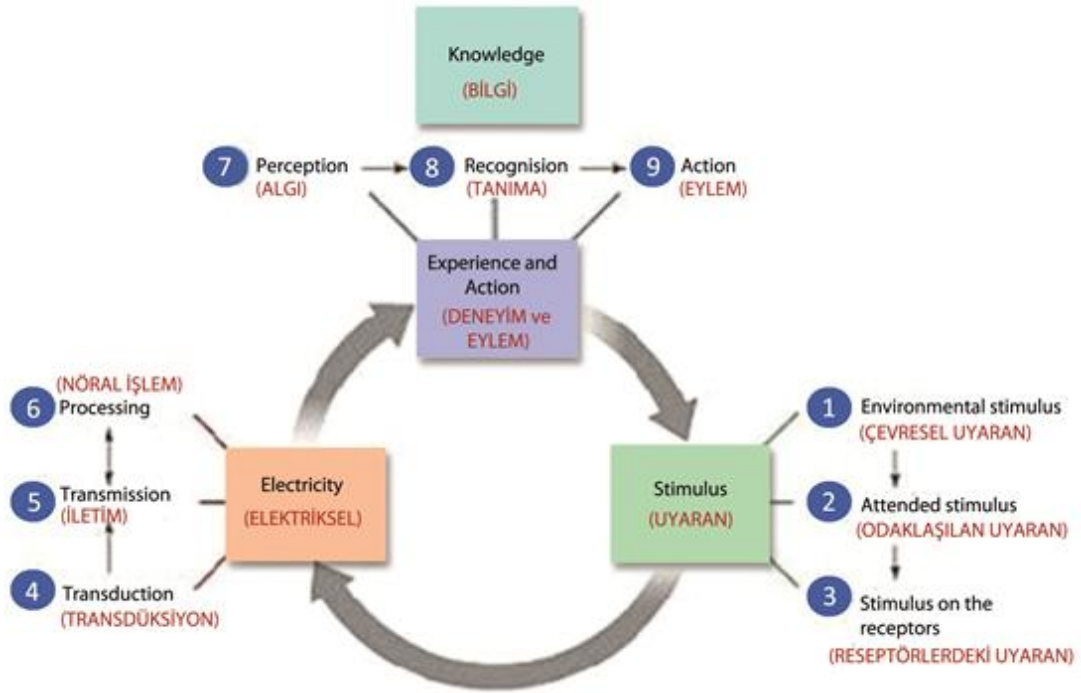 Knowledge
(BİLGİ)
7 Perception
(ALGI)
8 Recognision
(TANIMA)
9 Action
(EYLEM)
Experience and
Action
(DENEYİM ve
EYLEM)
(NÖRAL İŞLEM)
6 Processing
5 Transmission
(İLETİM)
4 Transduction
(TRANSDÜKSİYON)
Electricity
(ELEKTRİKSEL)
Stimulus
(UYARAN)
1 Environmental stimulus
(ÇEVRESEL UYARAN)
2 Attended stimulus
(ODAKLAŞILAN UYARAN)
3 Stimulus on the
receptors
(RESEPTÖRLERDEKİ UYARAN)